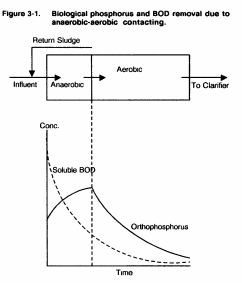 Figure 3-1. Biological phosphorus and BOD removal due to
anaerobic-aerobic contacting.
Return Sludge
Aerobic
Influent
Anaerobic
To Clarifier
Conc.
Soluble BOD
Orthophosphorus
Time